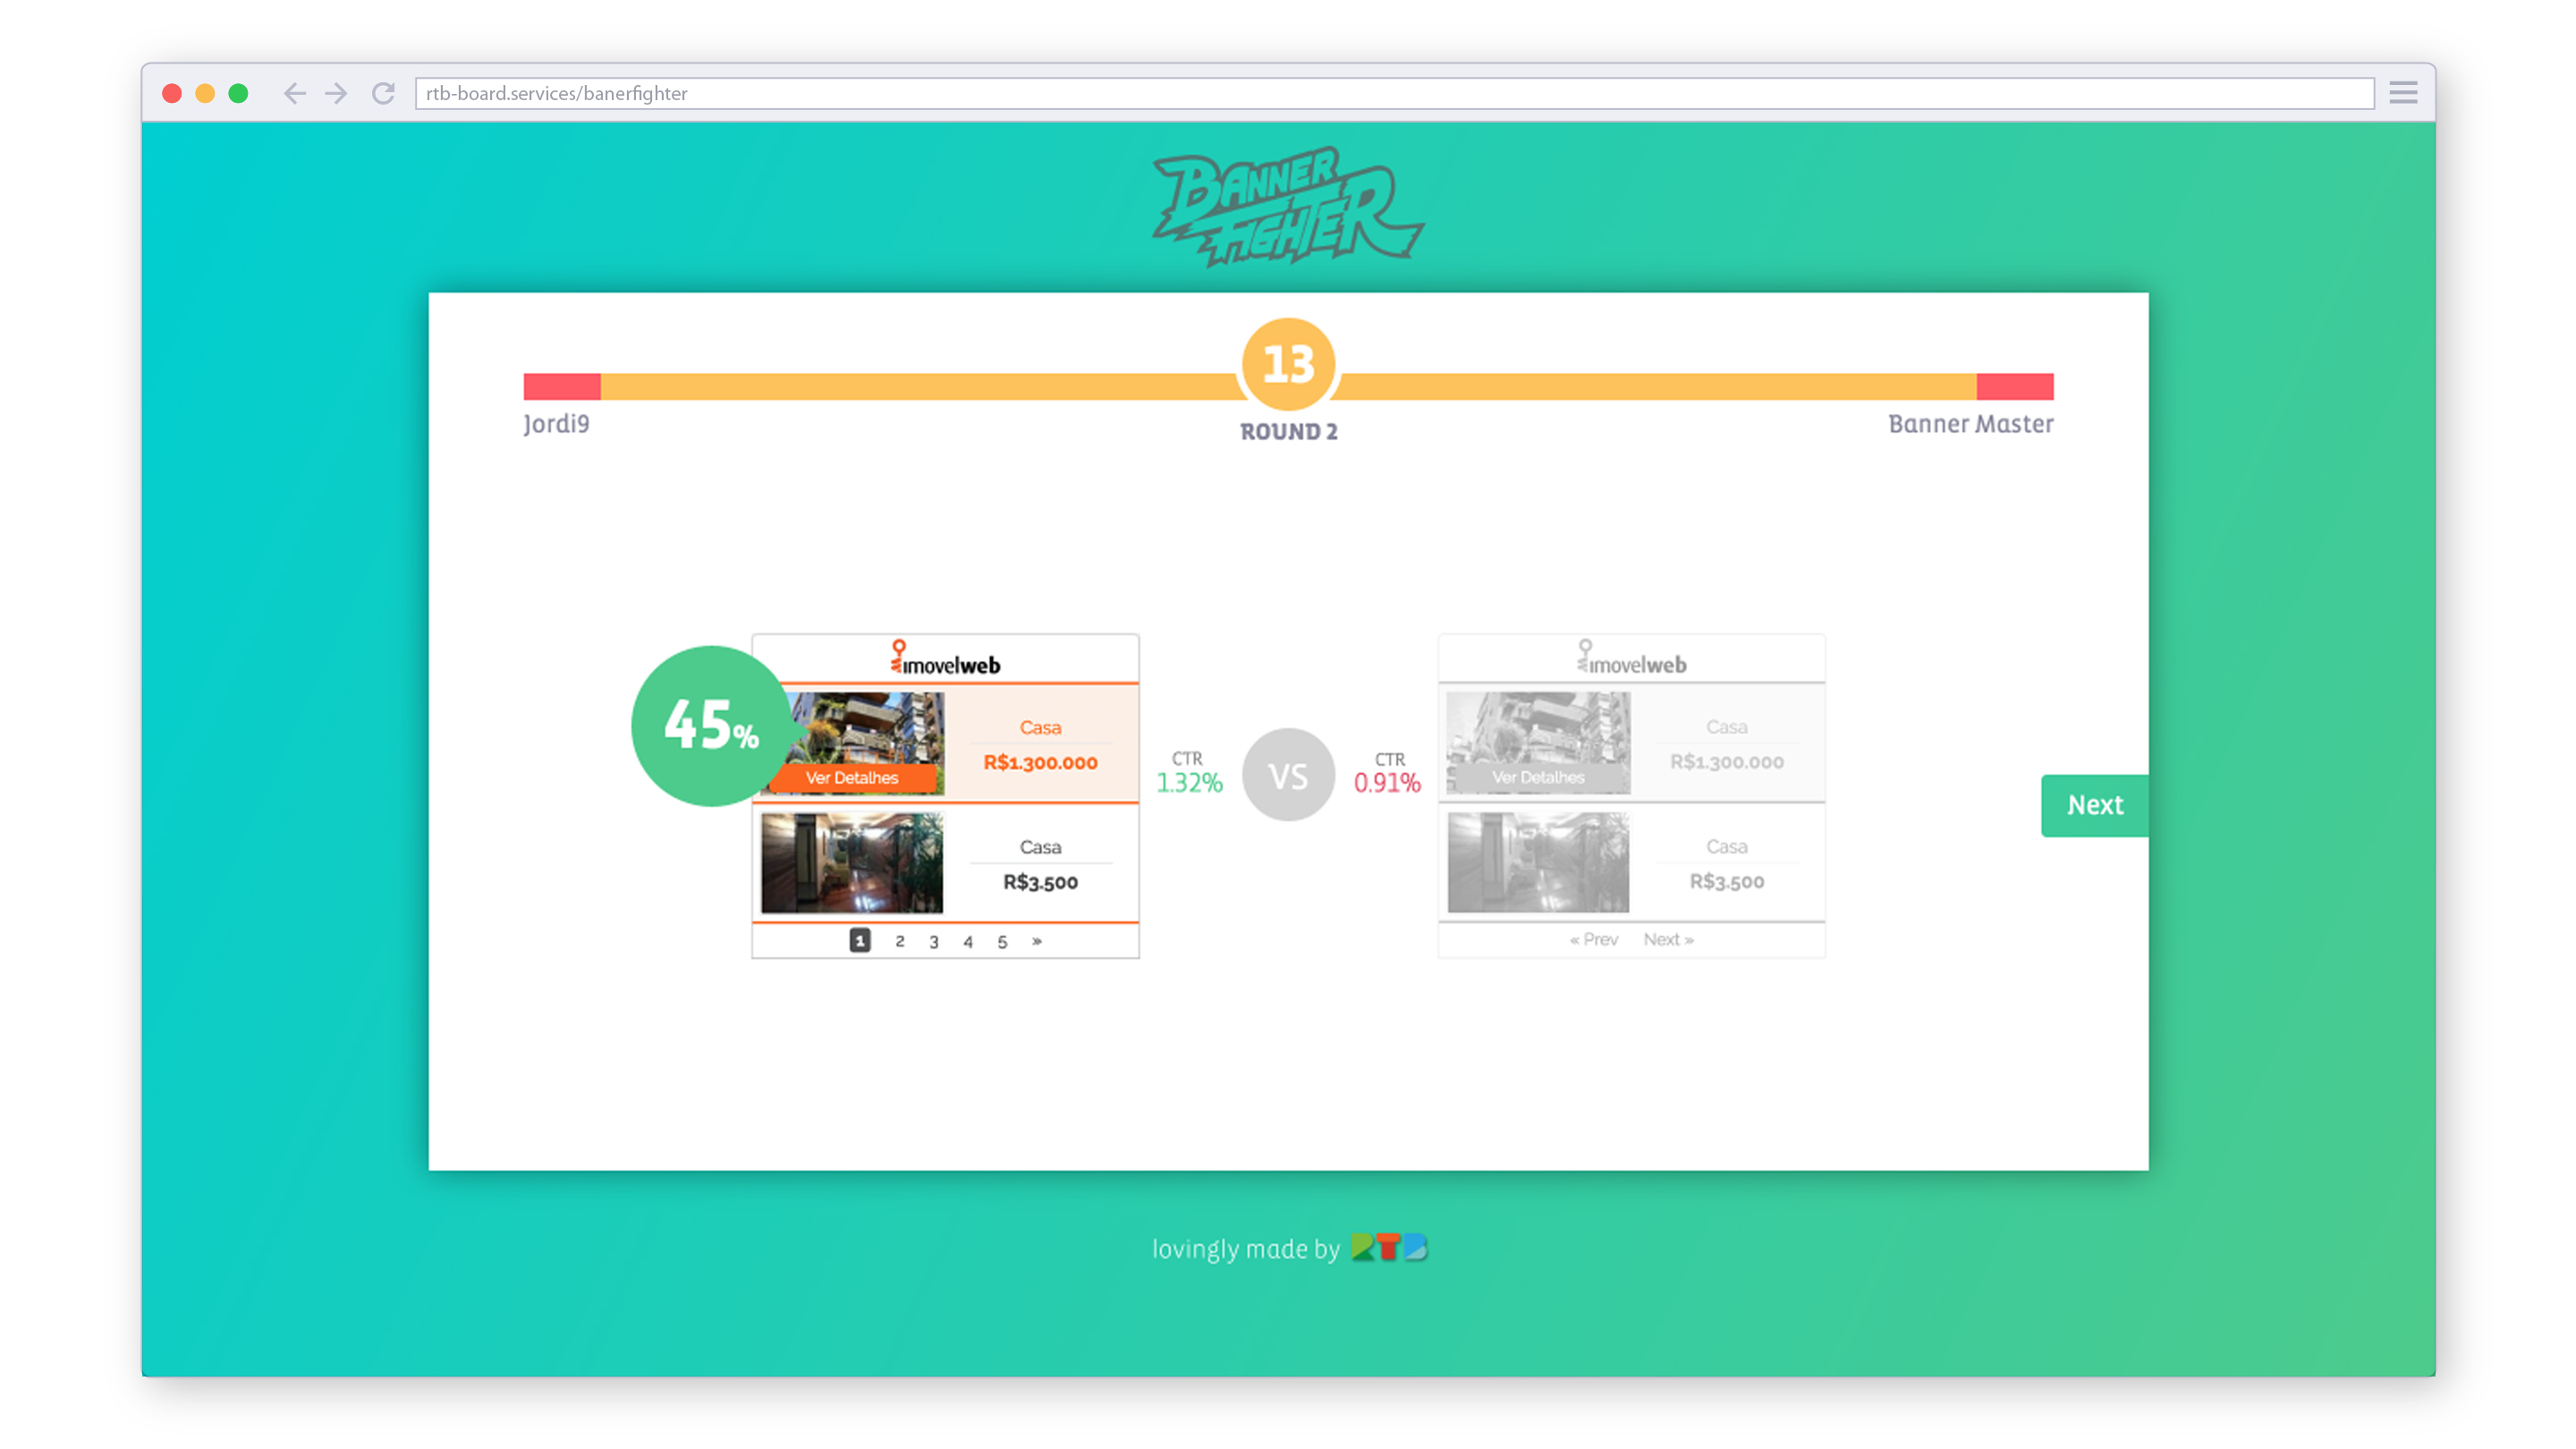 rtb-board.services/banerfighter
BANNER
FIGHTER
13
Jordi9
ROUND 2
Banner Master
45%
imovelweb
Casa
R$1.300.000
Ver Detalhes
Casa
R$3.500
1 2 3 4 5 »
CTR
1.32%
VS
CTR
0.91%
imovelweb
Casa
R$1.300.000
Ver Detalhes
Casa
R$3.500
« Prev Next »
Next
lovingly made by RTB